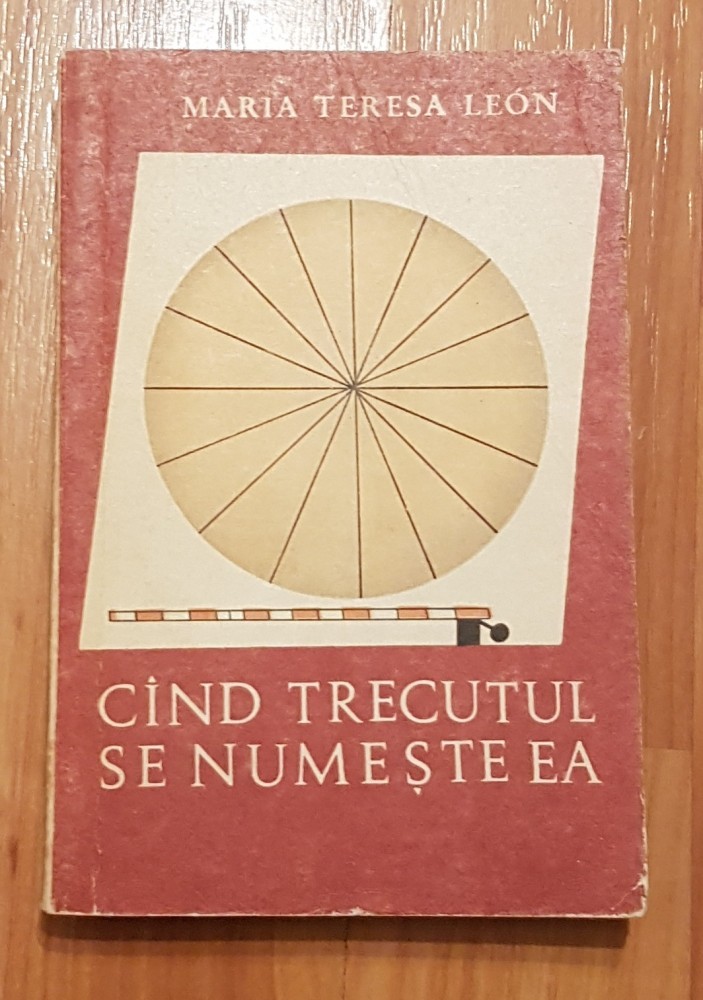 MARIA TERESA LEÓN
CÎND TRECUTUL
SE NUMEȘTE EA